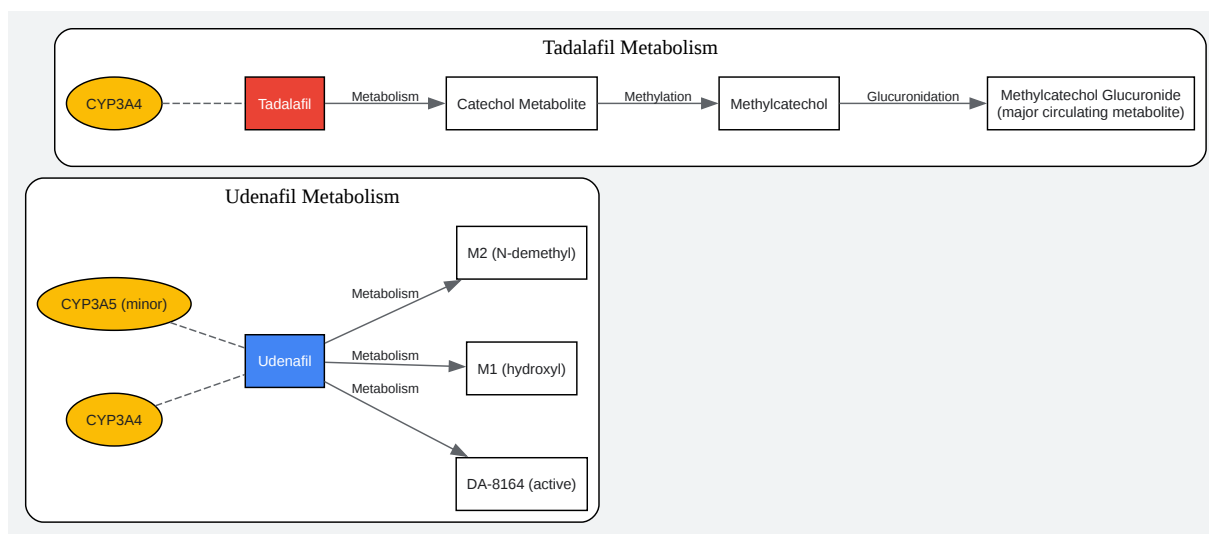 Tadalafil Metabolism
CYP3A4
Tadalafil
Metabolism
Catechol Metabolite
Methylation
Methylcatechol
Glucuronidation
Methylcatechol Glucuronide
(major circulating metabolite)
Udenafil Metabolism
CYP3A5 (minor)
CYP3A4
Udenafil
Metabolism
M2 (N-demethyl)
Metabolism
M1 (hydroxyl)
Metabolism
DA-8164 (active)